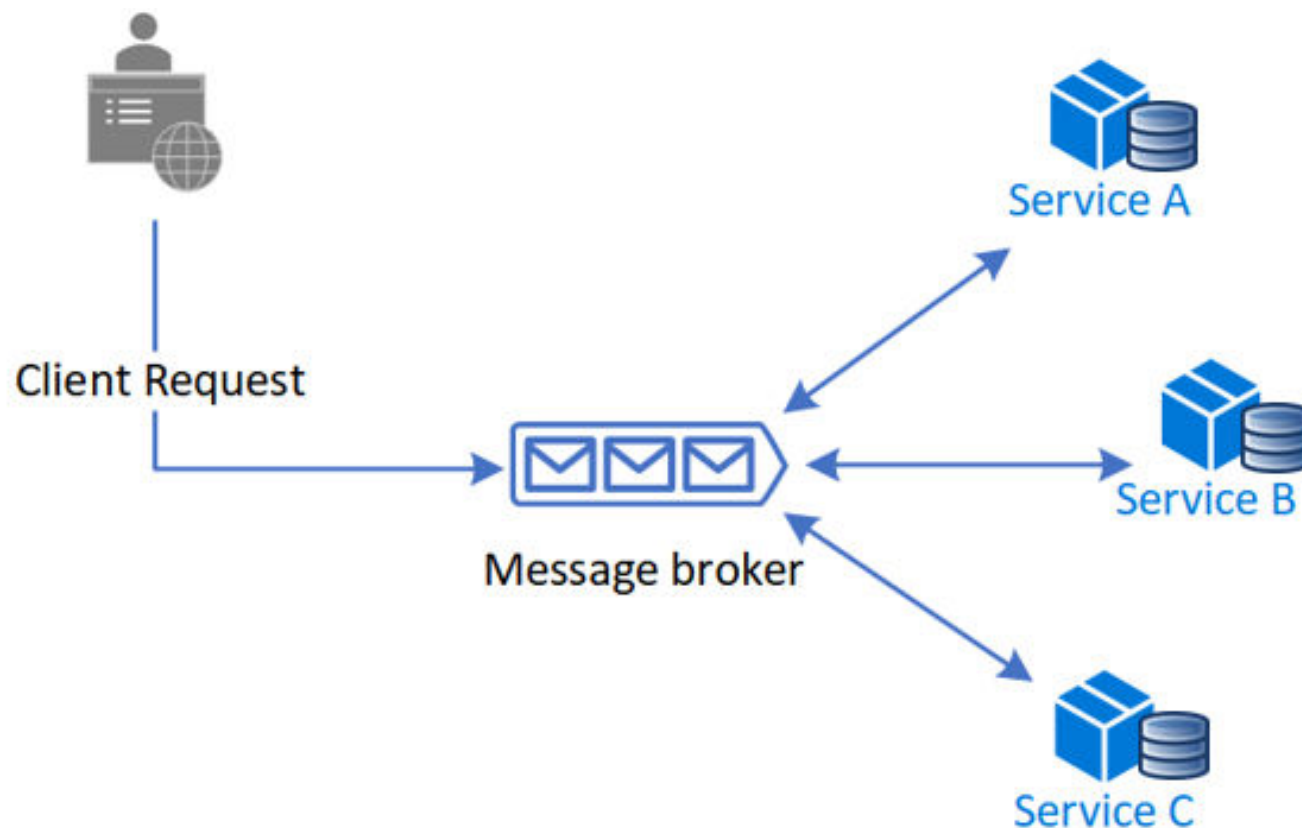 Service A
Client Request
Service B
Message broker
Service C